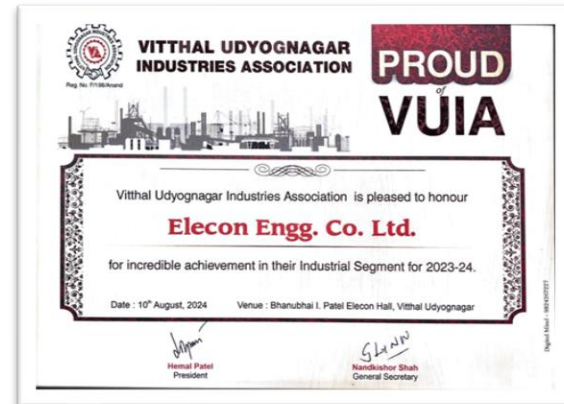 VITTHAL UDYOGNAGAR
INDUSTRIES ASSOCIATION
Reg. No. F/198/Anand
PROUD
of
VUIA
Vitthal Udyognagar Industries Association is pleased to honour
Elecon Engg. Co. Ltd.
for incredible achievement in their Industrial Segment for 2023-24.
Date : 10th August, 2024 Venue : Bhanubhai I. Patel Elecon Hall, Vitthal Udyognagar
Hemal Patel
President
Nandkishor Shah
General Secretary